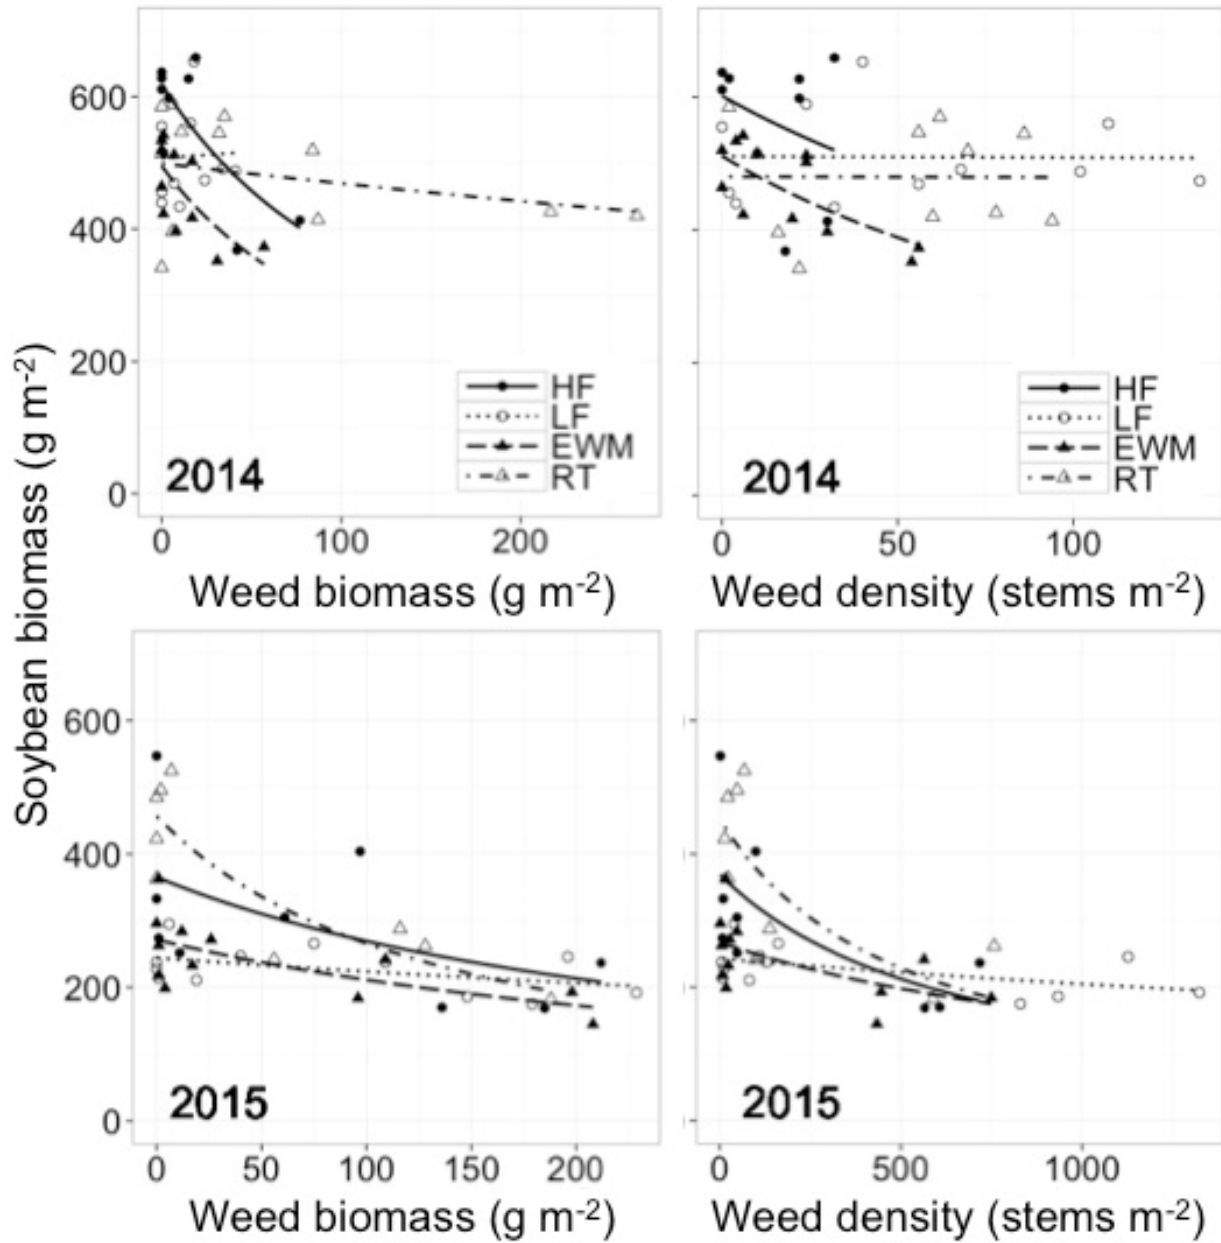 Soybean biomass (g m-2)
600
400
200
0
HF
LF
EWM
RT
2014
0 100 200
Weed biomass (g m-2)
HF
LF
EWM
RT
2014
0 50 100
Weed density (stems m-2)
600
400
200
0
2015
0 50 100 150 200
Weed biomass (g m-2)
2015
0 500 1000
Weed density (stems m-2)